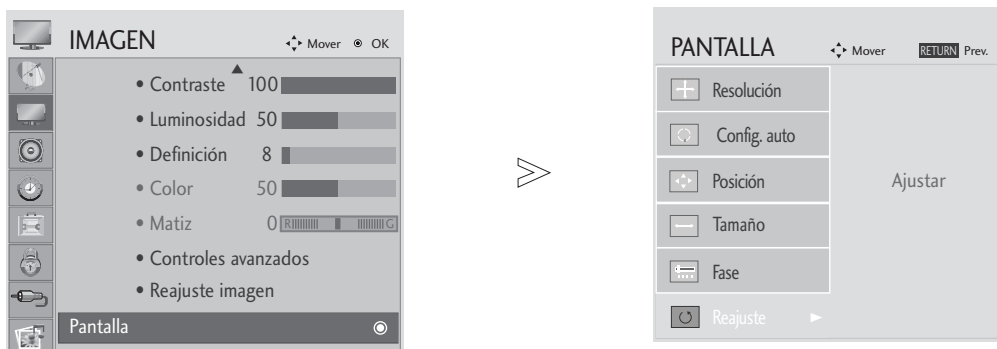 IMAGEN
Mover
OK
• Contraste 100
• Luminosidad 50
• Definición 8
• Color 50
• Matiz 0 R G
• Controles avanzados
• Reajuste imagen
Pantalla
PANTALLA
Mover
RETURN Prev.
Resolución
Config. auto
Posición
Ajustar
Tamaño
Fase
Reajuste